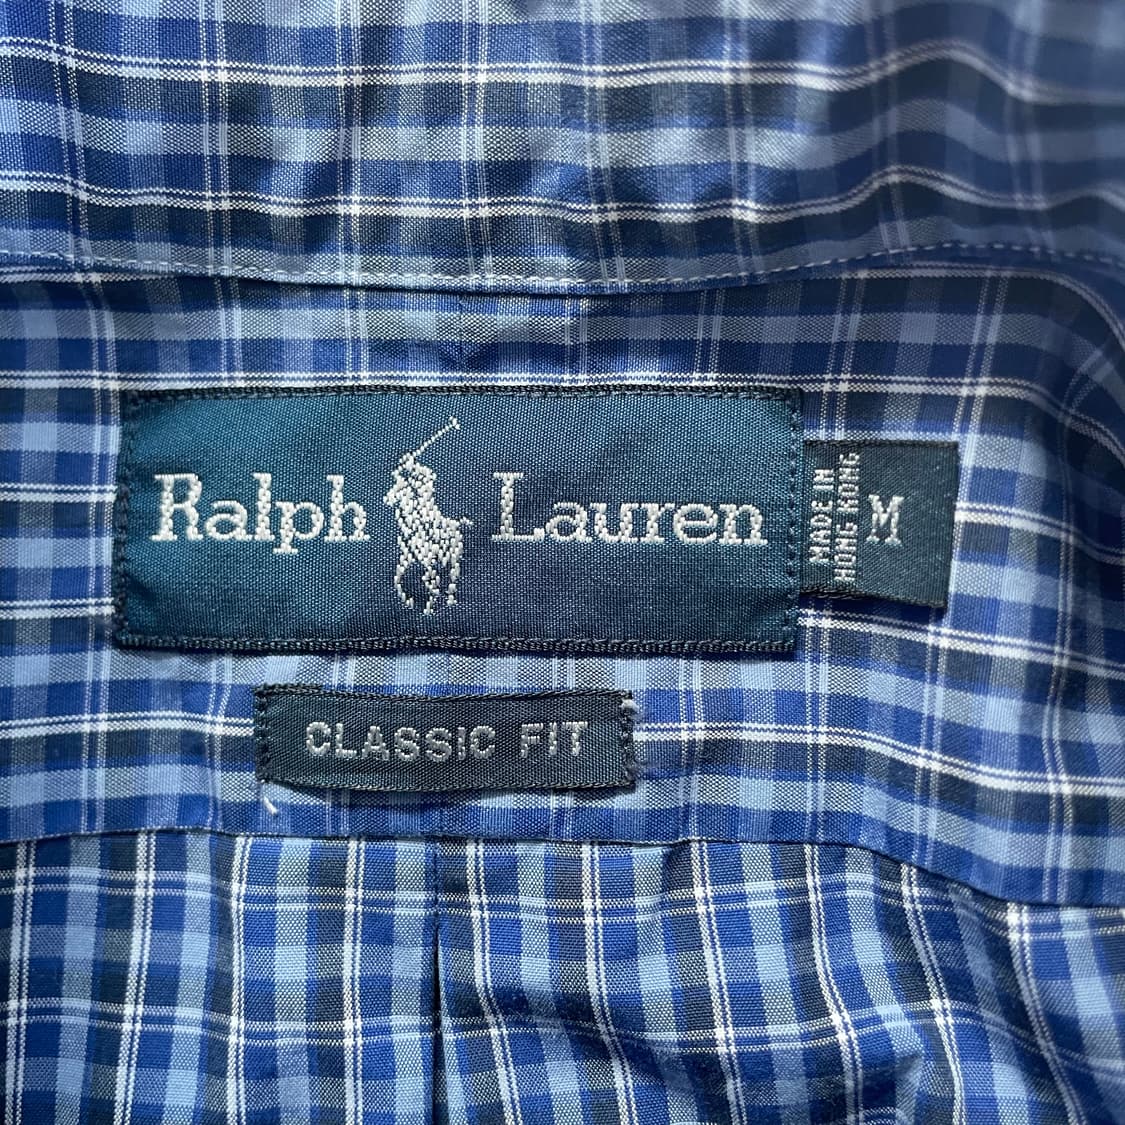 Ralph Lauren
MADE IN
HONG KONG
M
CLASSIC FIT